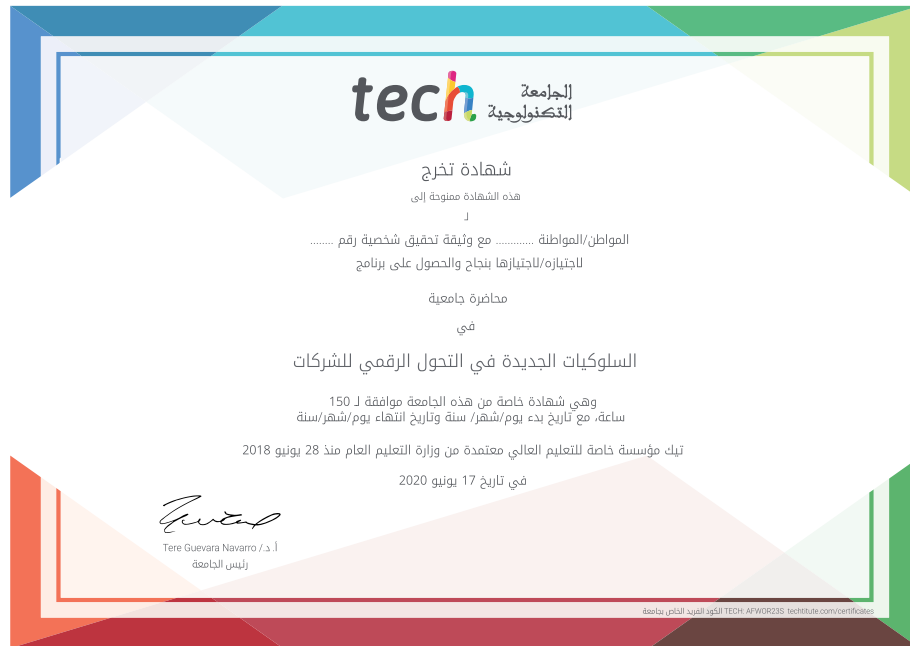 tech الجامعة
التكنولوجية
شهادة تخرج
هذه الشهادة ممنوحة إلى
لـ
المواطن/المواطنة ............ مع وثيقة تحقيق شخصية رقم ........
لاجتيازه/لاجتيازها بنجاح والحصول على برنامج
محاضرة جامعية
في
السلوكيات الجديدة في التحول الرقمي للشركات
وهي شهادة خاصة من هذه الجامعة موافقة لـ 150
ساعة، مع تاريخ بدء يوم/شهر/ سنة وتاريخ انتهاء يوم/شهر/سنة
تيك مؤسسة خاصة للتعليم العالي معتمدة من وزارة التعليم العام منذ 28 يونيو 2018
في تاريخ 17 يونيو 2020
أ. د./ Tere Guevara Navarro
رئيس الجامعة
الكود الفريد الخاص بجامعة TECH: AFWOR23S techtitute.com/certificates